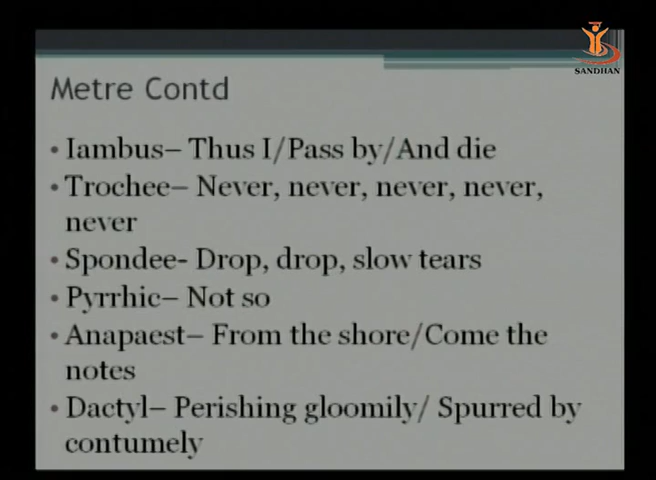 SANDHAN
Metre Contd
• Iambus– Thus I/Pass by/And die
• Trochee– Never, never, never, never,
never
• Spondee- Drop, drop, slow tears
• Pyrrhic– Not so
• Anapaest– From the shore/Come the
notes
• Dactyl– Perishing gloomily/ Spurred by
contumely